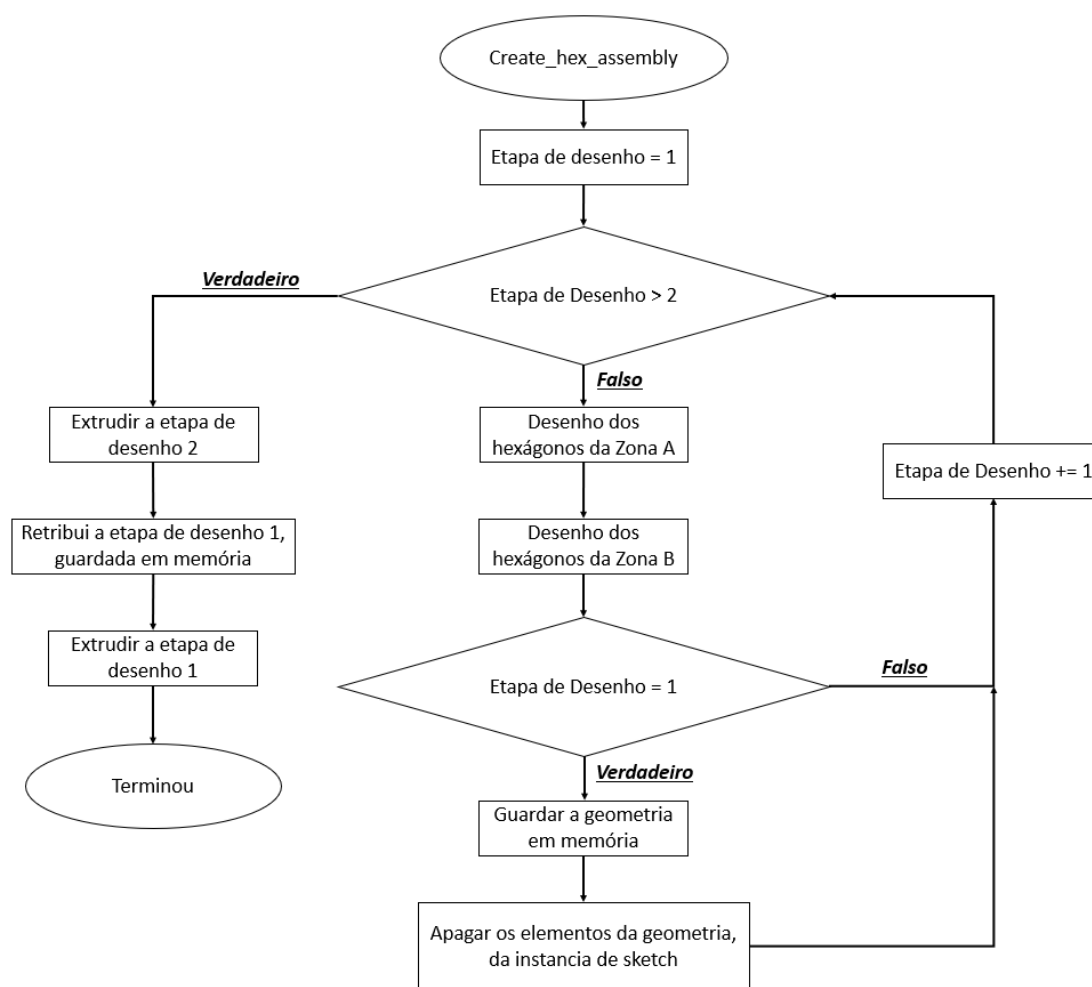 Create_hex_assembly
Etapa de desenho = 1
Etapa de Desenho > 2
Verdadeiro
Extrudir a etapa de
desenho 2
Retribui a etapa de desenho 1,
guardada em memória
Extrudir a etapa de
desenho 1
Terminou
Falso
Desenho dos
hexágonos da Zona A
Desenho dos
hexágonos da Zona B
Etapa de Desenho = 1
Falso
Etapa de Desenho += 1
Verdadeiro
Guardar a geometria
em memória
Apagar os elementos da geometria,
da instancia de sketch